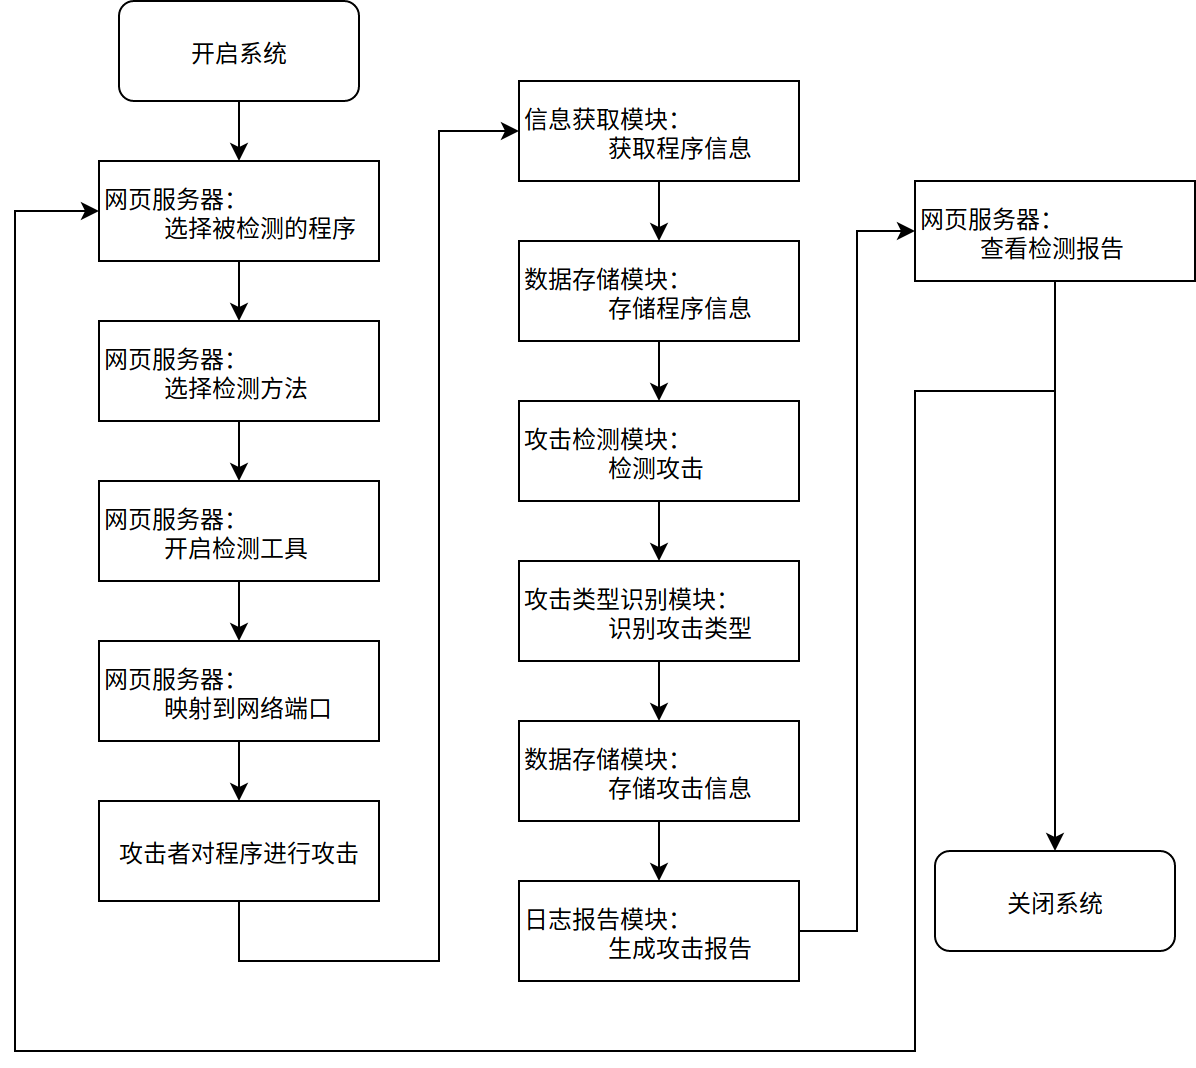 开启系统
网页服务器：
选择被检测的程序
网页服务器：
选择检测方法
网页服务器：
开启检测工具
网页服务器：
映射到网络端口
攻击者对程序进行攻击
信息获取模块：
获取程序信息
数据存储模块：
存储程序信息
攻击检测模块：
检测攻击
攻击类型识别模块：
识别攻击类型
数据存储模块：
存储攻击信息
日志报告模块：
生成攻击报告
网页服务器：
查看检测报告
关闭系统